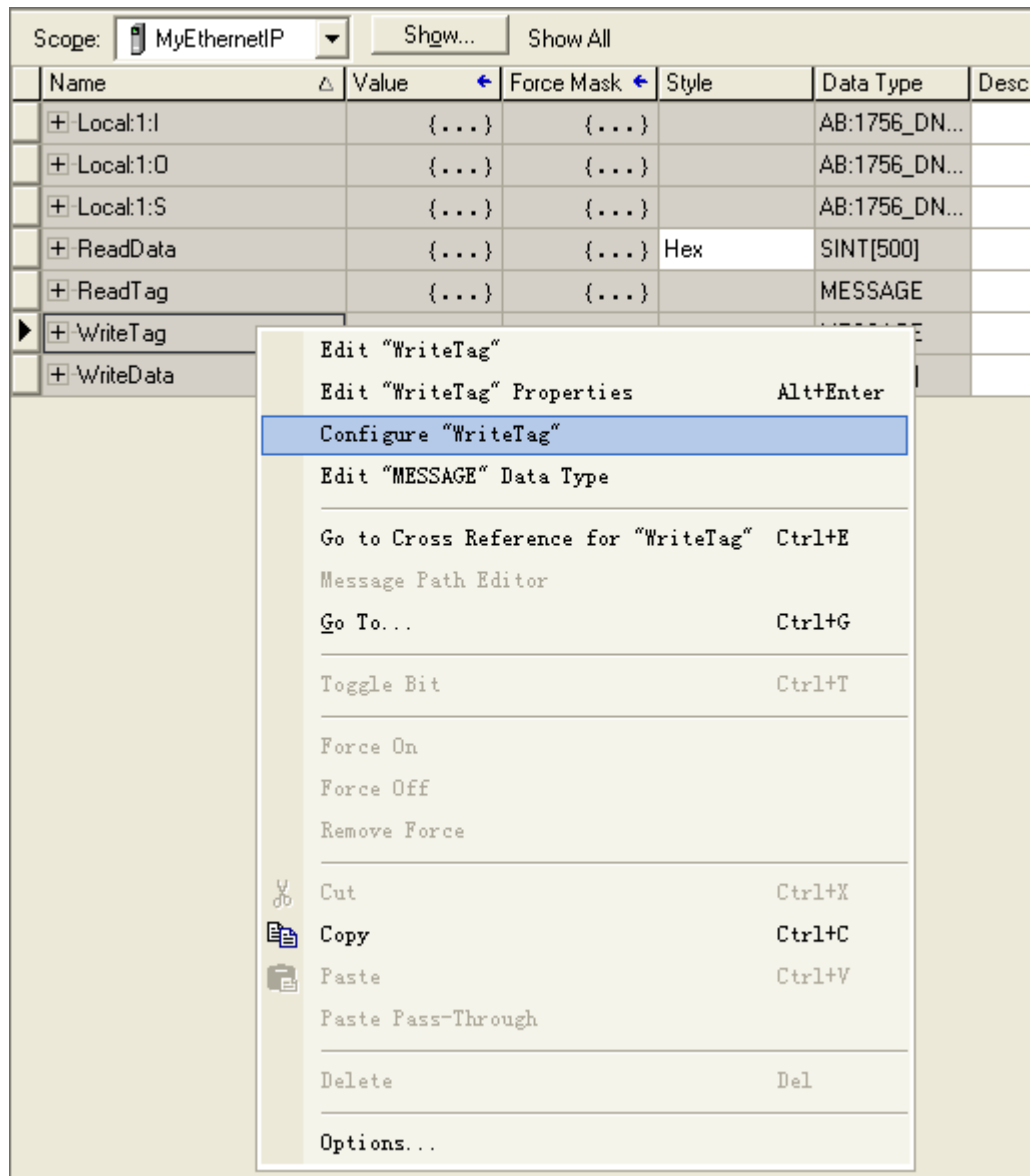 Scope: MyEthernetIP Show... Show All
Name Value Force Mask Style Data Type Desc
Local:1:I {...} {...} AB:1756_DN...
Local:1:O {...} {...} AB:1756_DN...
Local:1:S {...} {...} AB:1756_DN...
ReadData {...} {...} Hex SINT[500]
ReadTag {...} {...} MESSAGE
WriteTag
WriteData
Edit "WriteTag"
Edit "WriteTag" Properties Alt+Enter
Configure "WriteTag"
Edit "MESSAGE" Data Type
Go to Cross Reference for "WriteTag" Ctrl+E
Message Path Editor
Go To... Ctrl+G
Toggle Bit Ctrl+T
Force On
Force Off
Remove Force
Cut Ctrl+X
Copy Ctrl+C
Paste Ctrl+V
Paste Pass-Through
Delete Del
Options...